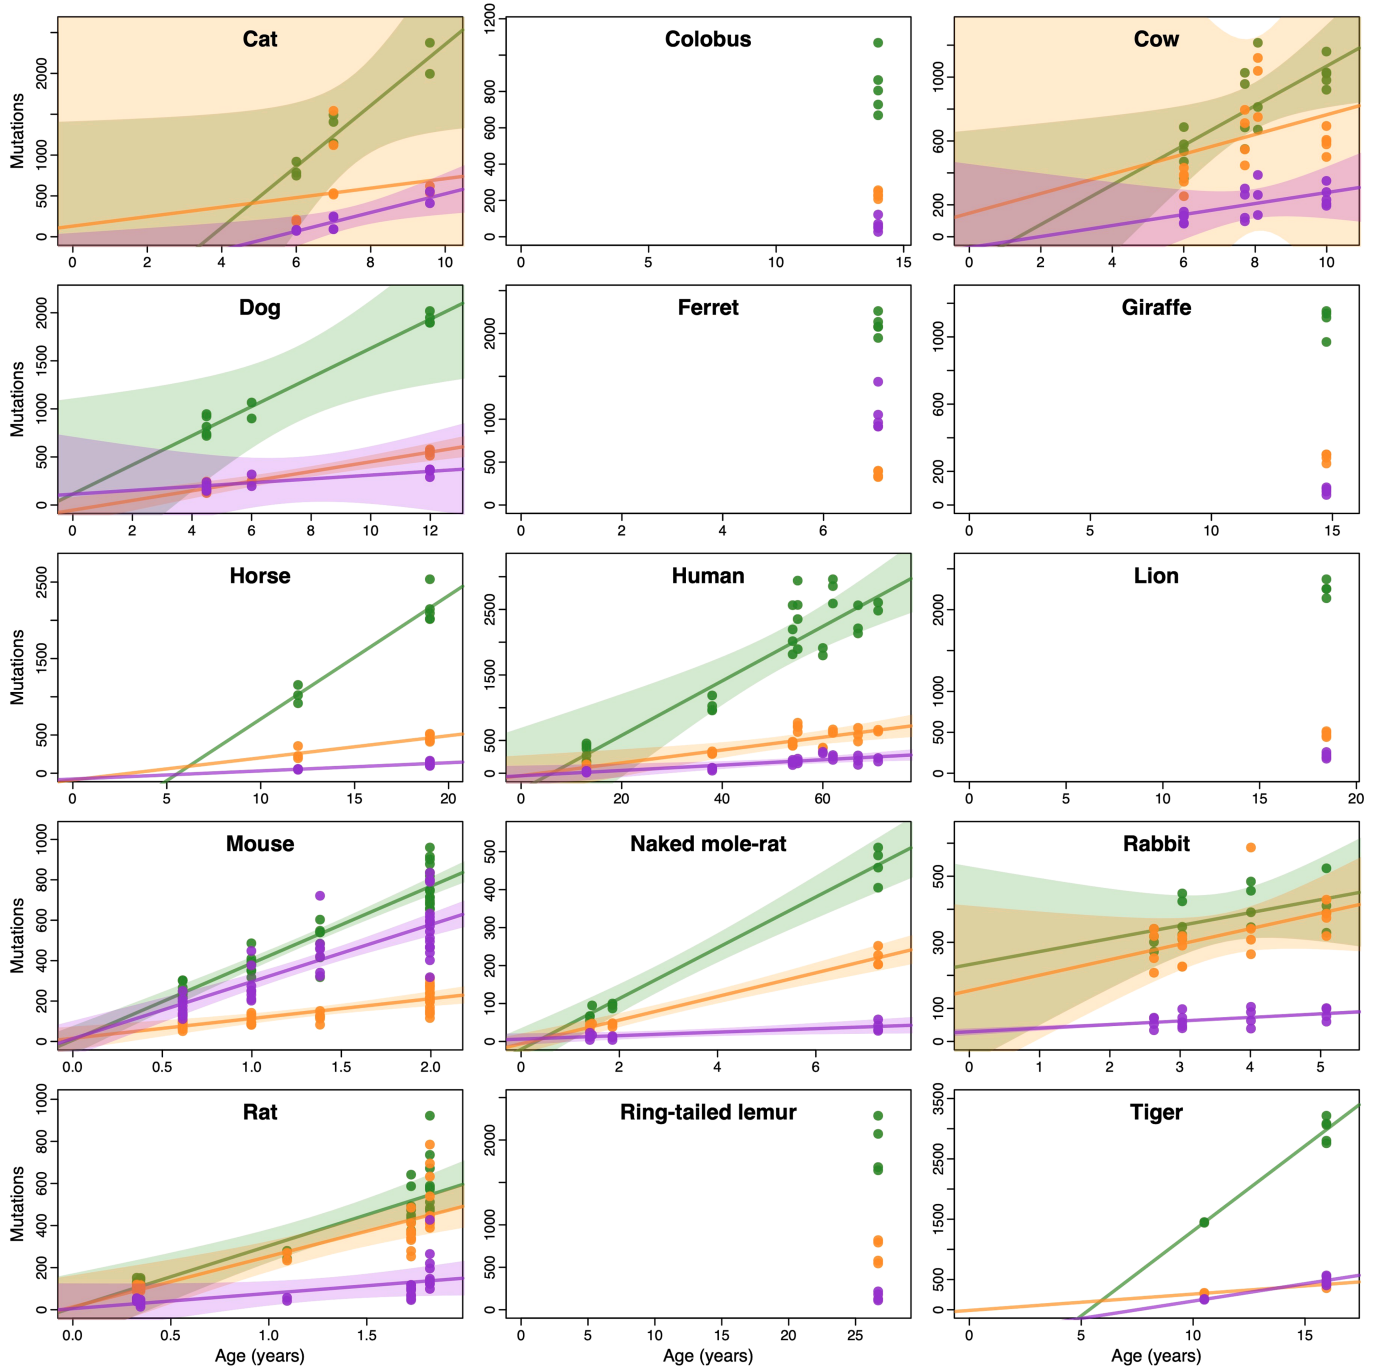 Cat
Mutations
0 500 1000 2000
0 2 4 6 8 10
Colobus
0 200 400 600 800 1200
0 5 10 15
Cow
0 200 600 1000
0 2 4 6 8 10
Dog
Mutations
0 500 1000 1500 2000
0 2 4 6 8 10 12
Ferret
0 500 1000 2000
0 2 4 6
Giraffe
0 200 600 1000
0 5 10 15
Horse
Mutations
0 500 1500 2500
0 5 10 15 20
Human
0 500 1500 2500
0 20 40 60
Lion
0 500 1000 2000
0 5 10 15 20
Mouse
Mutations
0 200 400 600 800 1000
0.0 0.5 1.0 1.5 2.0
Naked mole-rat
0 100 200 300 400 500
0 2 4 6
Rabbit
0 100 300 500
0 1 2 3 4 5
Rat
Mutations
0 200 400 600 800 1000
0.0 0.5 1.0 1.5
Age (years)
Ring-tailed lemur
0 500 1000 2000
0 5 10 15 20 25
Age (years)
Tiger
0 500 1500 2500 3500
0 5 10 15
Age (years)